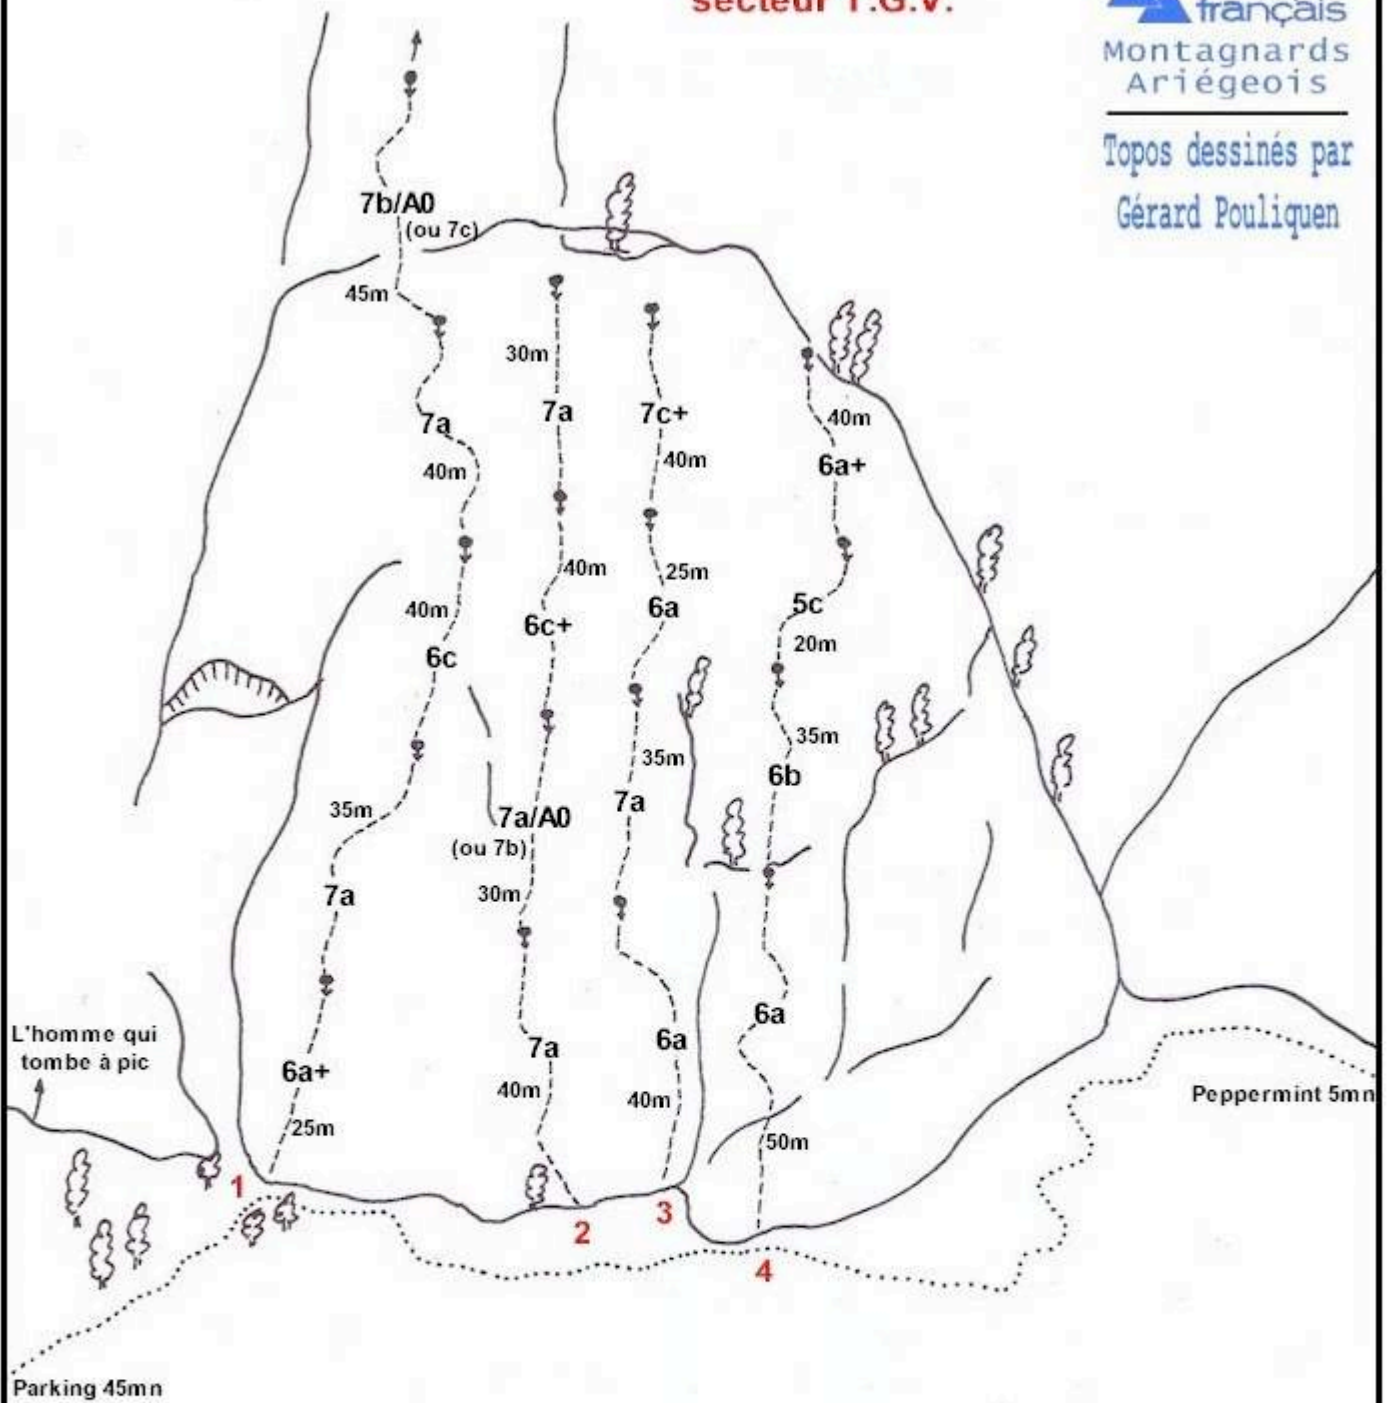 secteur T.G.V.
français
Montagnards
Ariégeois
Topos dessinés par
Gérard Pouliquen
7b/A0
(ou 7c)
45m
30m
7a
7c+
40m
7a
40m
40m
6a+
40m
25m
6a
5c
20m
40m
6c+
6c
35m
35m
6b
7a
35m
7a/A0
(ou 7b)
30m
7a
6a
6a
7a
40m
40m
50m
6a+
25m
L'homme qui
tombe à pic
Peppermint 5mn
1
2
3
4
Parking 45mn